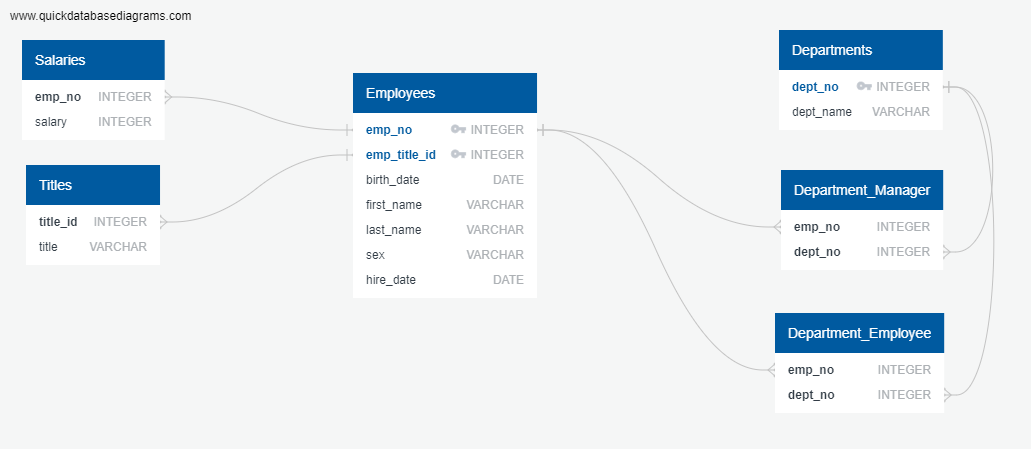 www.quickdatabasediagrams.com
Salaries
emp_no INTEGER
salary INTEGER
Titles
title_id INTEGER
title VARCHAR
Employees
emp_no INTEGER
emp_title_id INTEGER
birth_date DATE
first_name VARCHAR
last_name VARCHAR
sex VARCHAR
hire_date DATE
Departments
dept_no INTEGER
dept_name VARCHAR
Department_Manager
emp_no INTEGER
dept_no INTEGER
Department_Employee
emp_no INTEGER
dept_no INTEGER